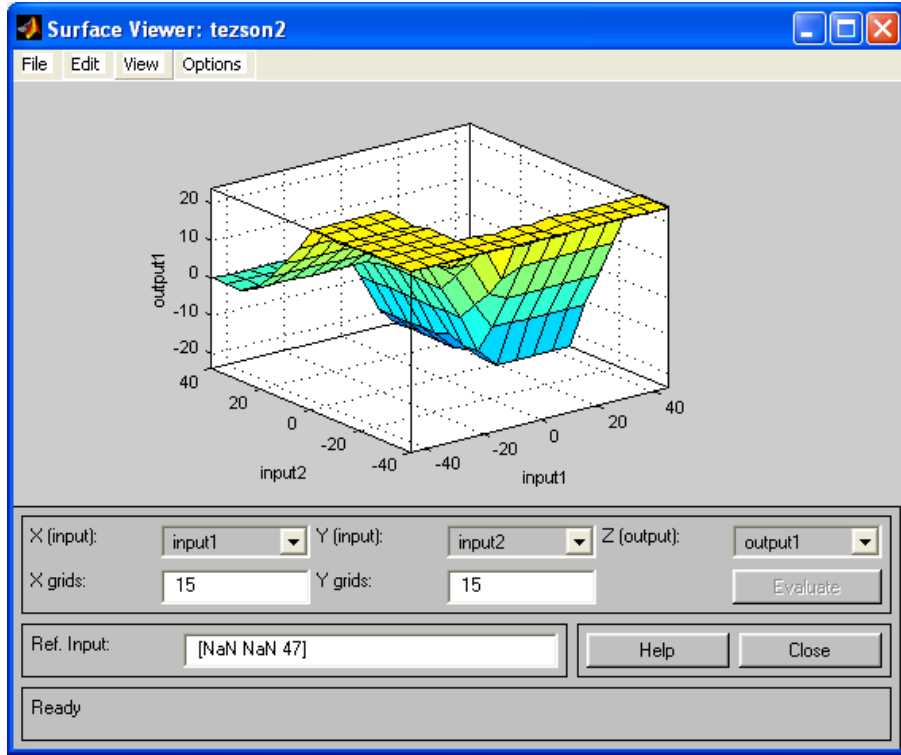 Surface Viewer: tezson2
File Edit View Options
20
10
0
-10
-20
output1
40
20
0
-20
-40
input2
-40
-20
0
20
40
input1
X (input): input1 Y (input): input2 Z (output): output1
X grids: 15 Y grids: 15 Evaluate
Ref. Input: [NaN NaN 47] Help Close
Ready